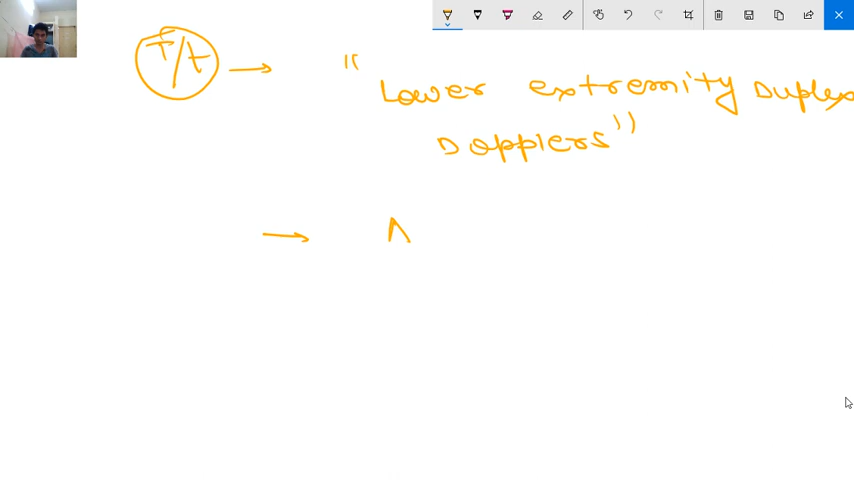 T/t → " Lower extremity Duplex
Dopplers "
→ A